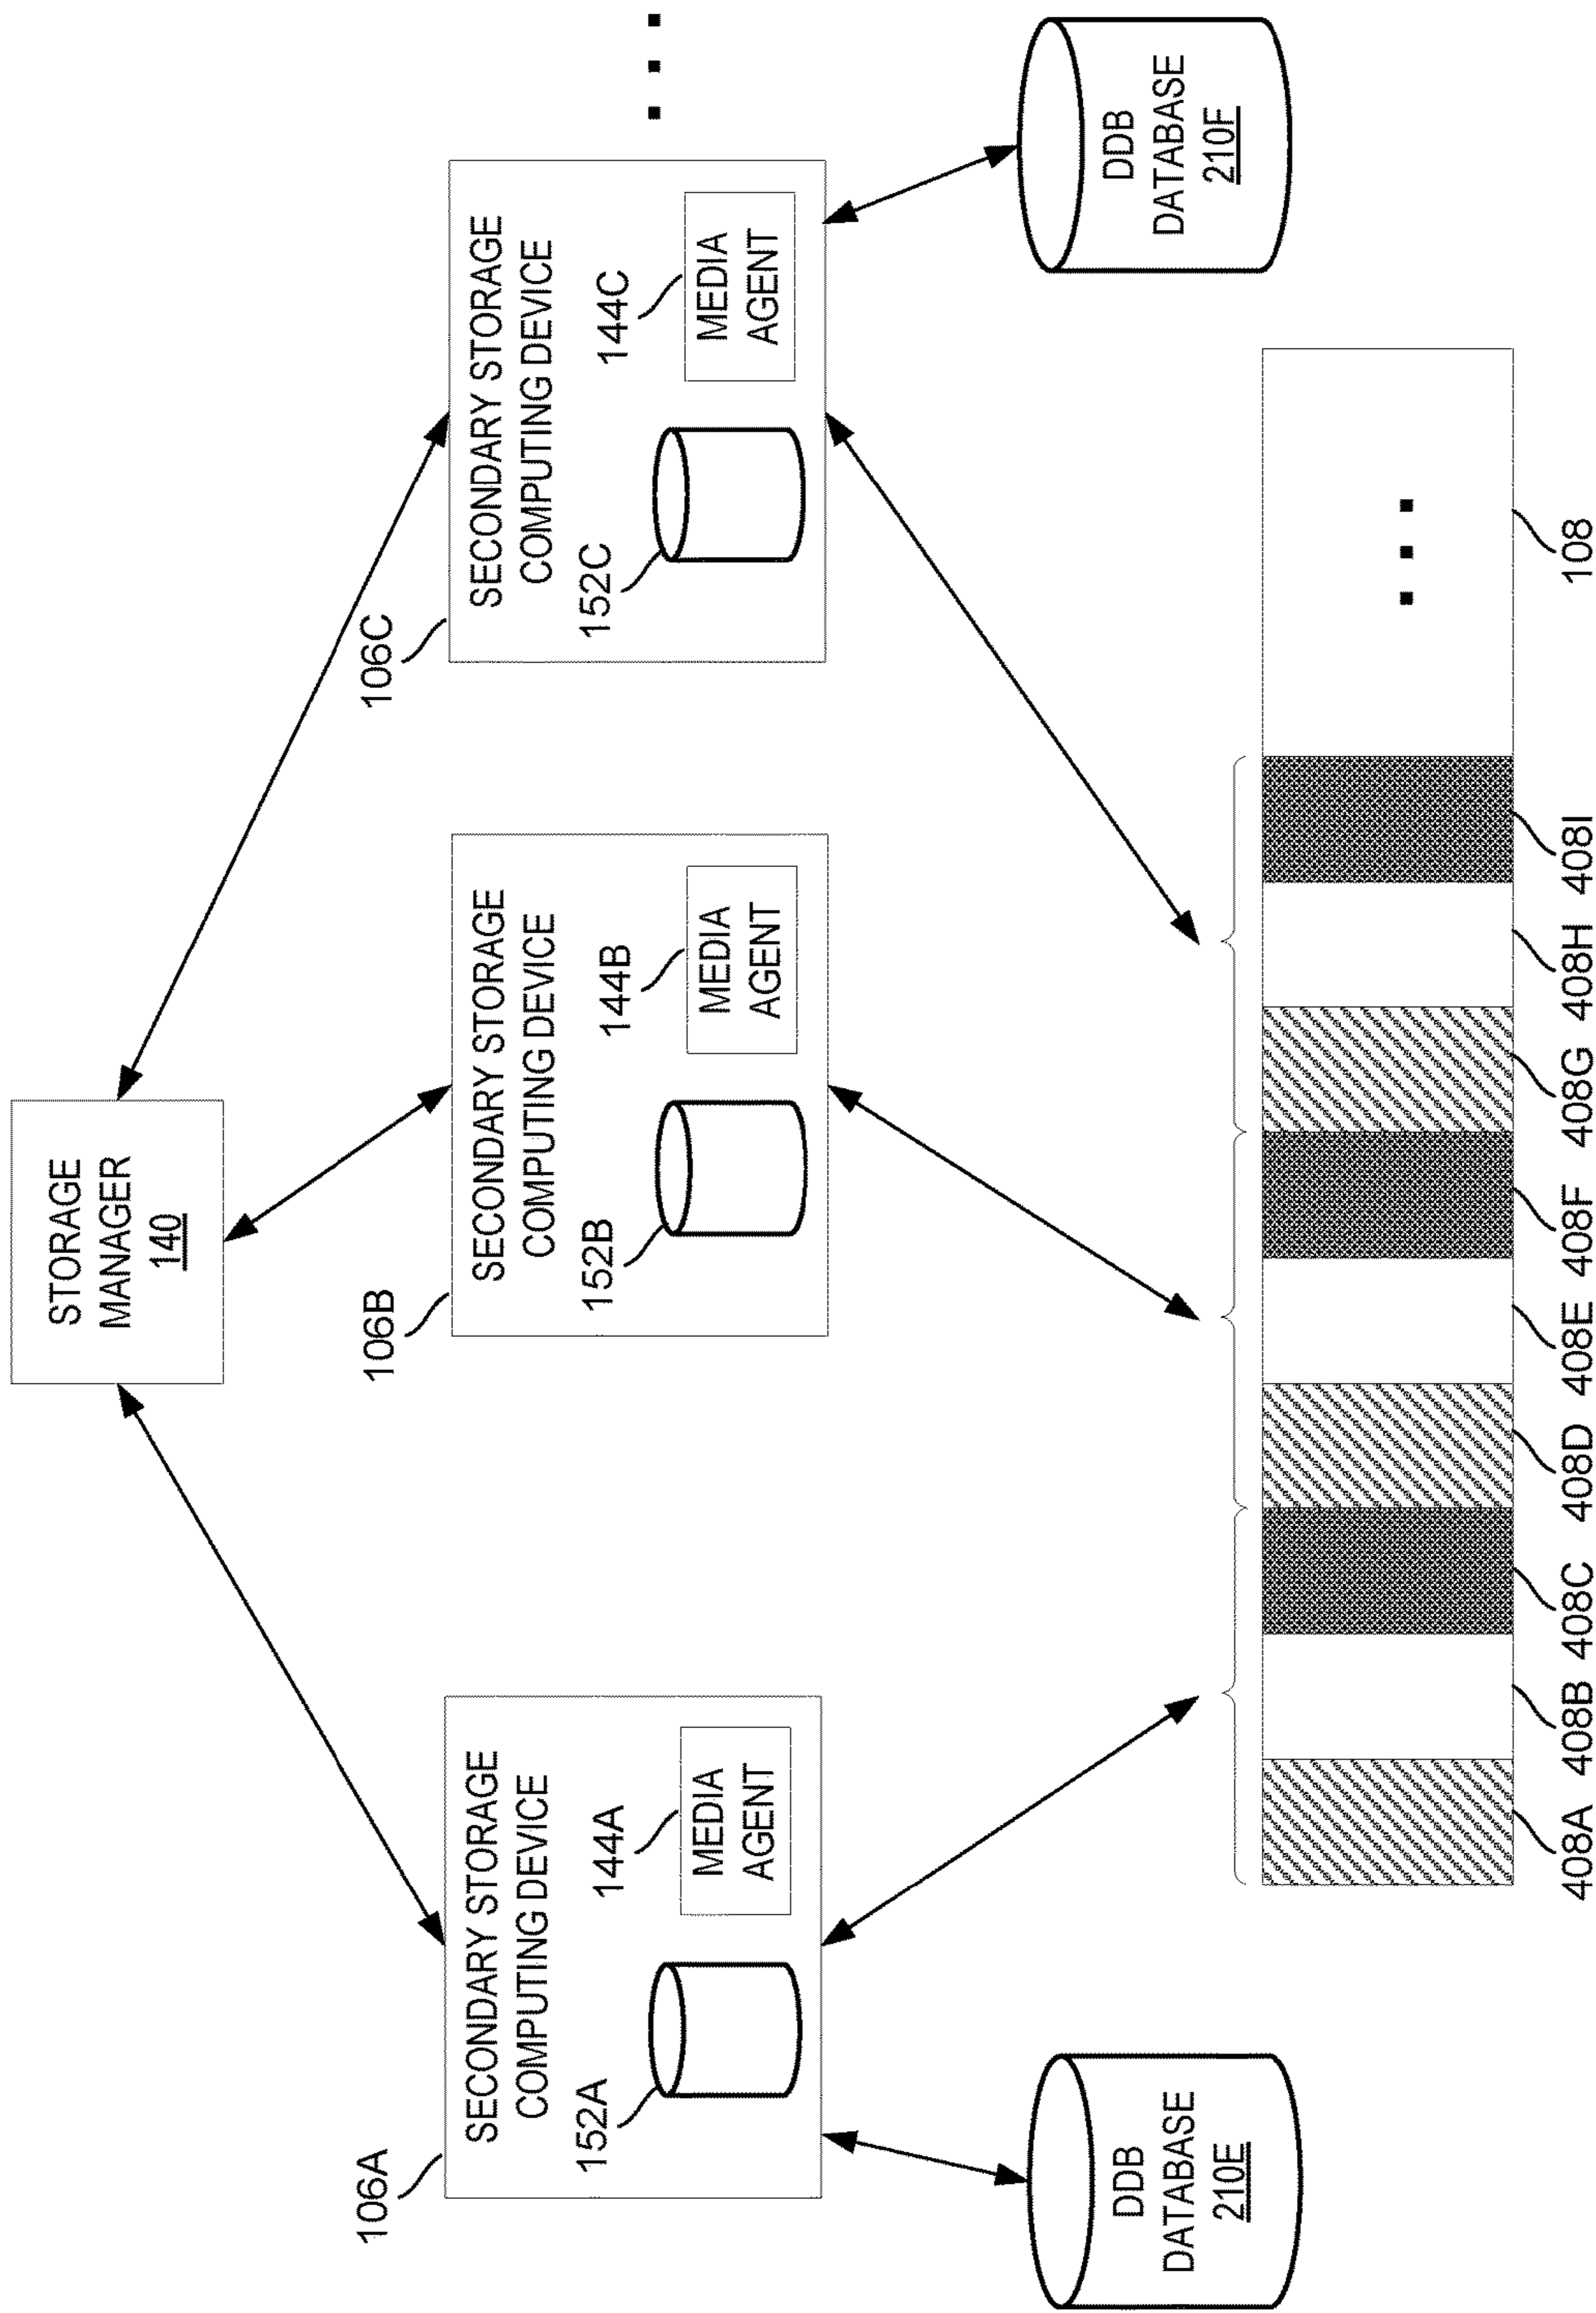 STORAGE
MANAGER
140
106A
SECONDARY STORAGE
COMPUTING DEVICE
152A
144A
MEDIA
AGENT
106B
SECONDARY STORAGE
COMPUTING DEVICE
152B
144B
MEDIA
AGENT
106C
SECONDARY STORAGE
COMPUTING DEVICE
152C
144C
MEDIA
AGENT
DDB
DATABASE
210E
DDB
DATABASE
210F
408A 408B 408C 408D 408E 408F 408G 408H 408I 108